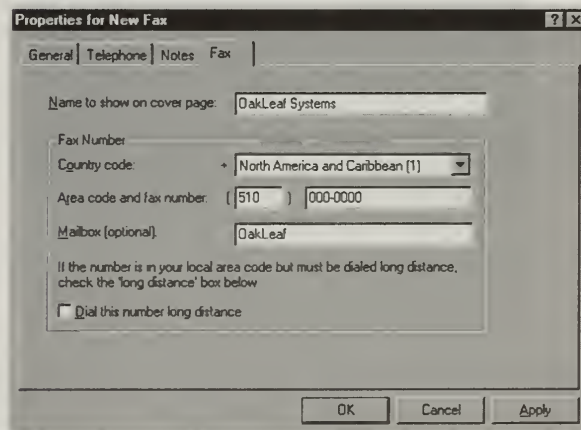 Properties for New Fax ? ×
General Telephone Notes Fax
Name to show on cover page: OakLeaf Systems
Fax Number
Country code: + North America and Caribbean (1)
Area code and fax number: ( 510 ) 000-0000
Mailbox (optional): OakLeaf
If the number is in your local area code but must be dialed long distance,
check the 'long distance' box below
Dial this number long distance
OK Cancel Apply